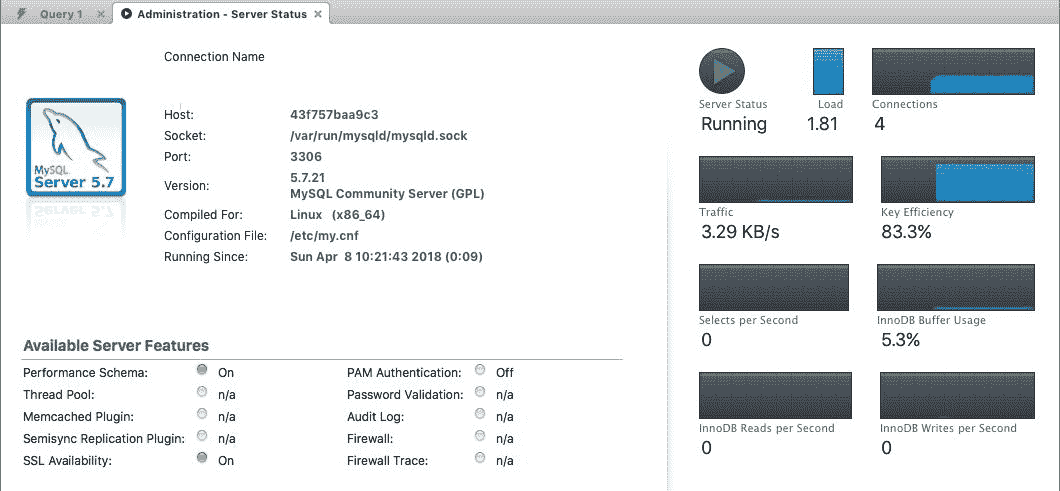 Query 1
Administration - Server Status
Connection Name
MySQL
Server 5.7
Host: 43f757baa9c3
Socket: /var/run/mysqld/mysqld.sock
Port: 3306
Version: 5.7.21
MySQL Community Server (GPL)
Compiled For: Linux (x86_64)
Configuration File: /etc/my.cnf
Running Since: Sun Apr 8 10:21:43 2018 (0:09)
Available Server Features
Performance Schema: On PAM Authentication: Off
Thread Pool: n/a Password Validation: n/a
Memcached Plugin: n/a Audit Log: n/a
Semisync Replication Plugin: n/a Firewall: n/a
SSL Availability: On Firewall Trace: n/a
Server Status Load Connections
Running 1.81 4
Traffic Key Efficiency
3.29 KB/s 83.3%
Selects per Second InnoDB Buffer Usage
0 5.3%
InnoDB Reads per Second InnoDB Writes per Second
0 0